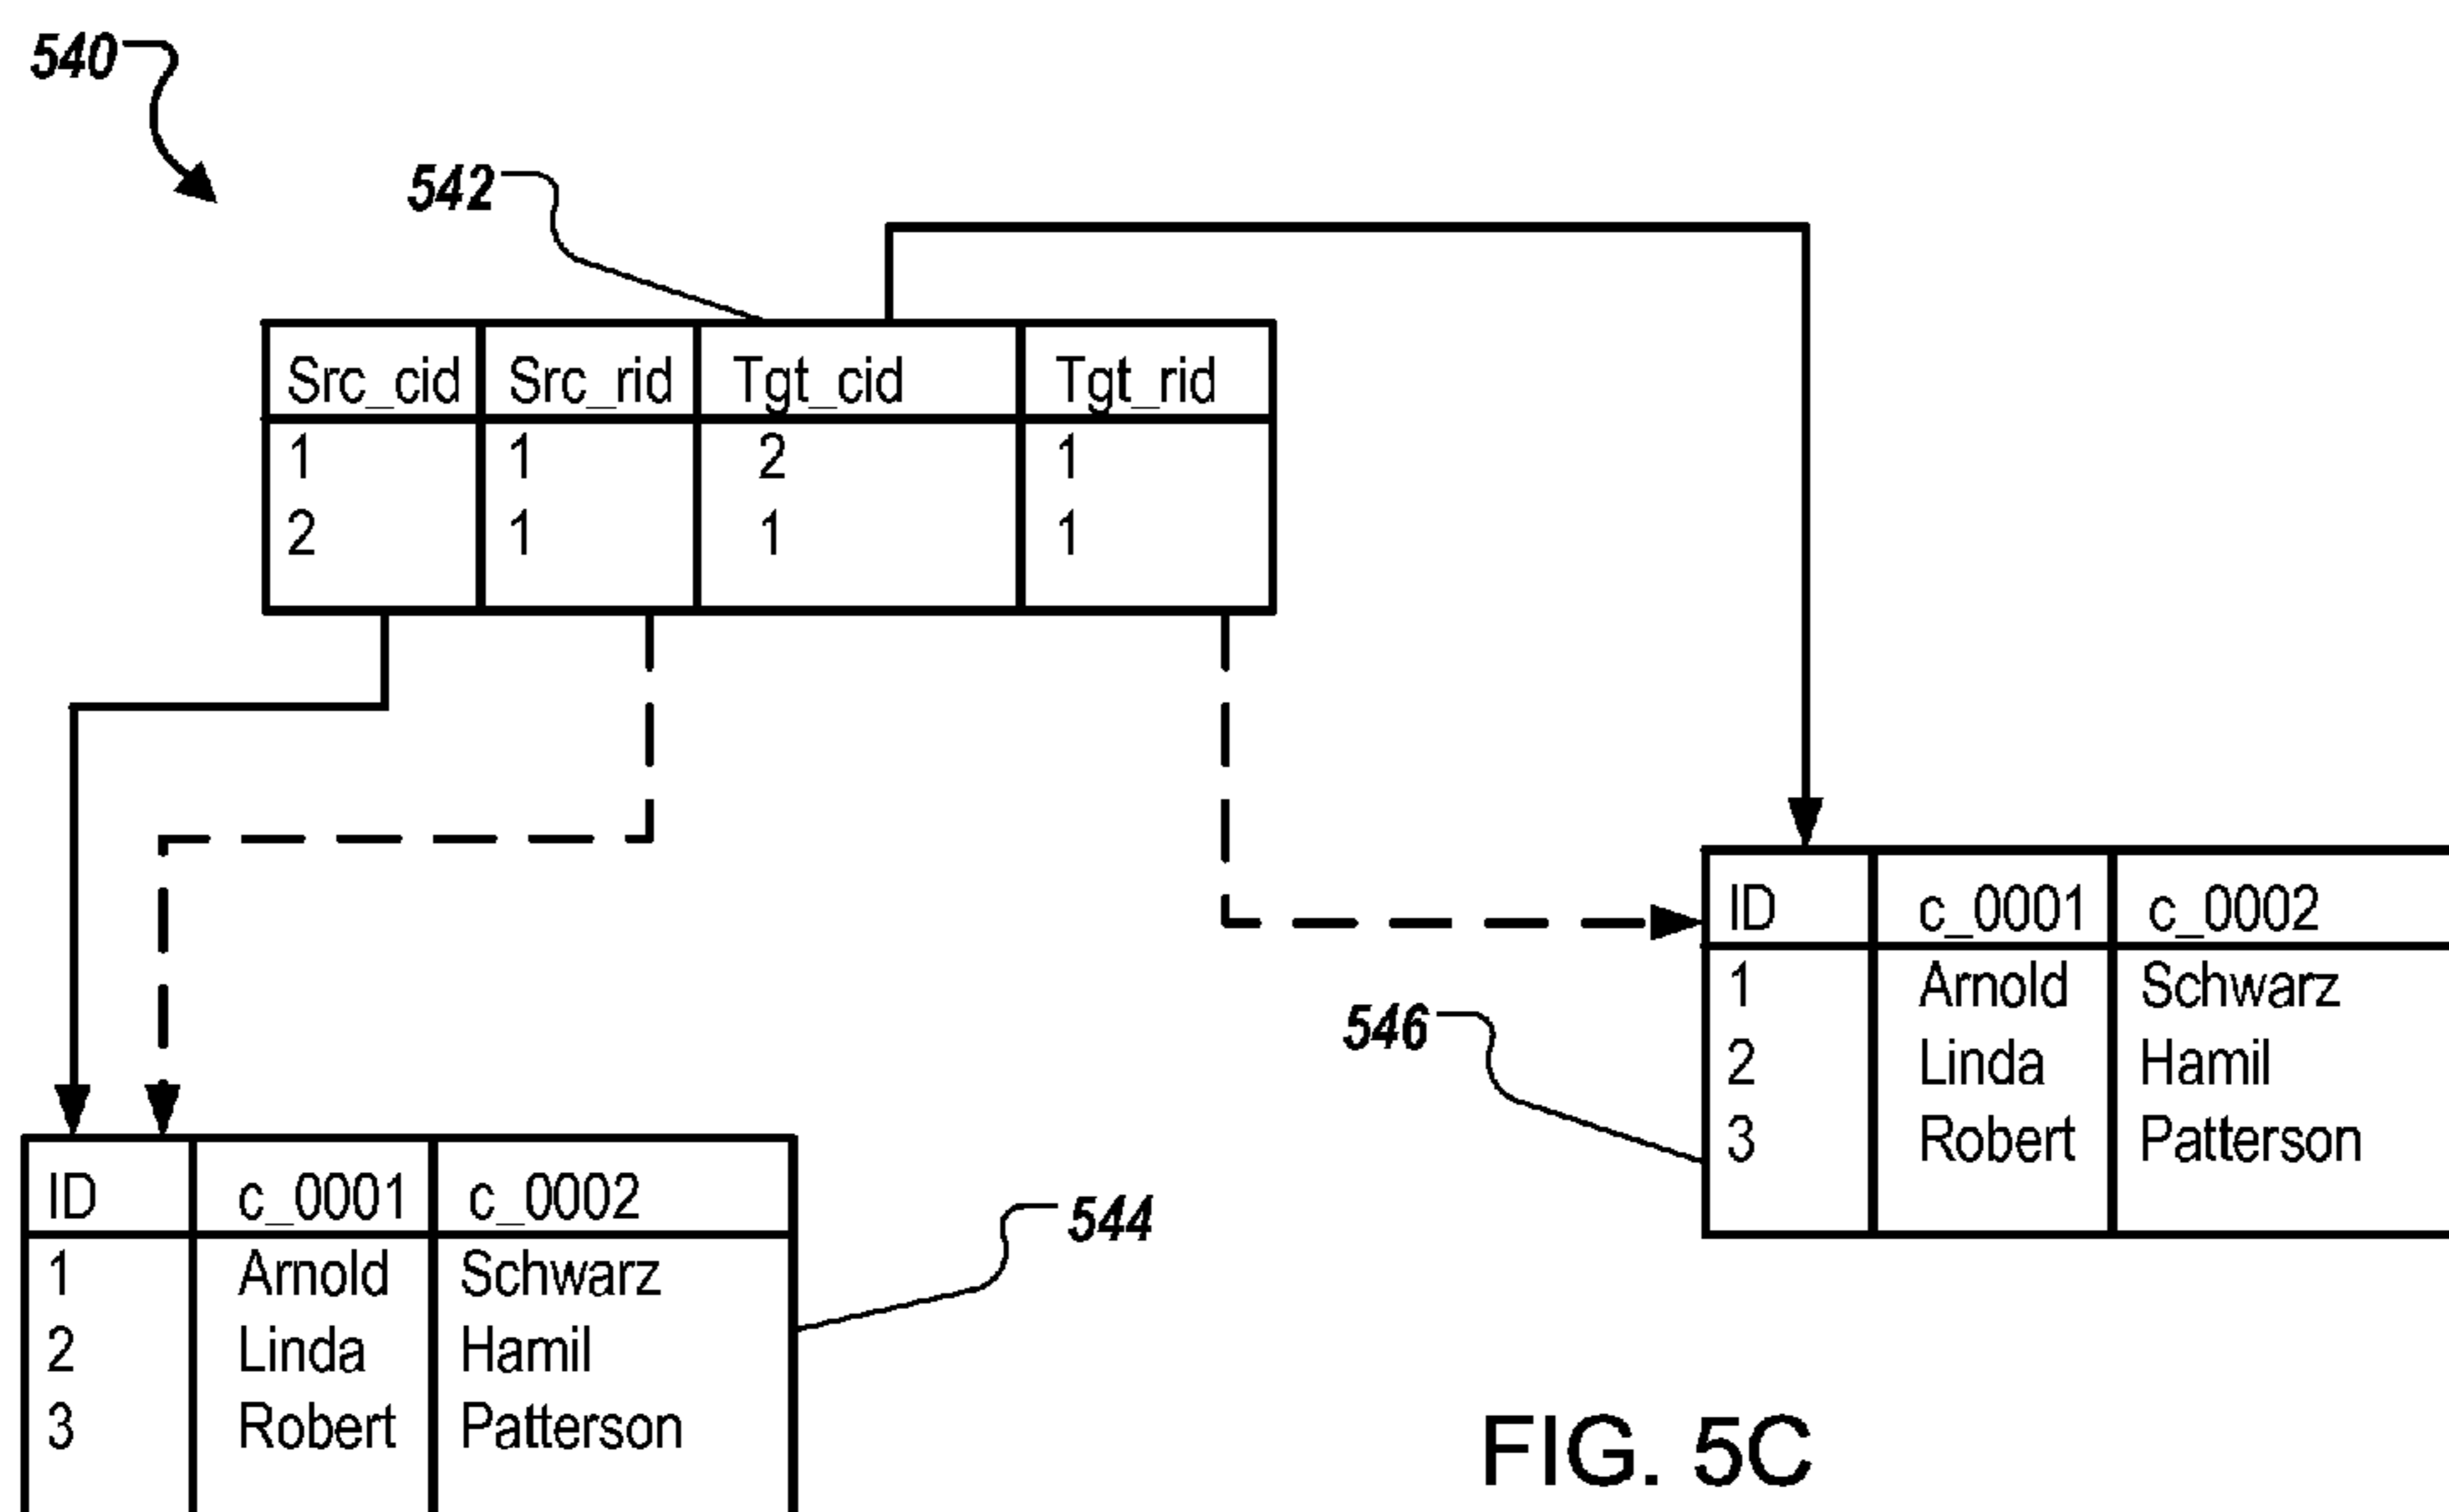 540
542
Src_cid Src_rid Tgt_cid Tgt_rid
1 1 2 1
2 1 1 1
ID c_0001 c_0002
1 Arnold Schwarz
2 Linda Hamil
3 Robert Patterson
546
ID c_0001 c_0002
1 Arnold Schwarz
2 Linda Hamil
3 Robert Patterson
544
FIG. 5C